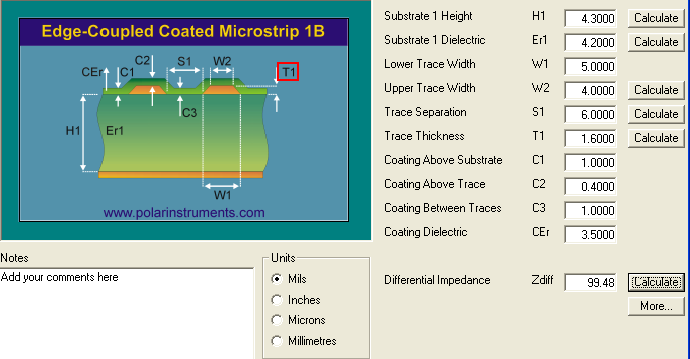 Edge-Coupled Coated Microstrip 1B
CEr C1 C2 S1 W2 T1
H1 Er1 C3
W1
www.polarinstruments.com
Notes
Add your comments here
Units
Mils
Inches
Microns
Millimetres
Substrate 1 Height H1 4.3000 Calculate
Substrate 1 Dielectric Er1 4.2000 Calculate
Lower Trace Width W1 5.0000
Upper Trace Width W2 4.0000 Calculate
Trace Separation S1 6.0000 Calculate
Trace Thickness T1 1.6000 Calculate
Coating Above Substrate C1 1.0000
Coating Above Trace C2 0.4000
Coating Between Traces C3 1.0000
Coating Dielectric CEr 3.5000
Differential Impedance Zdiff 99.48 Calculate
More...